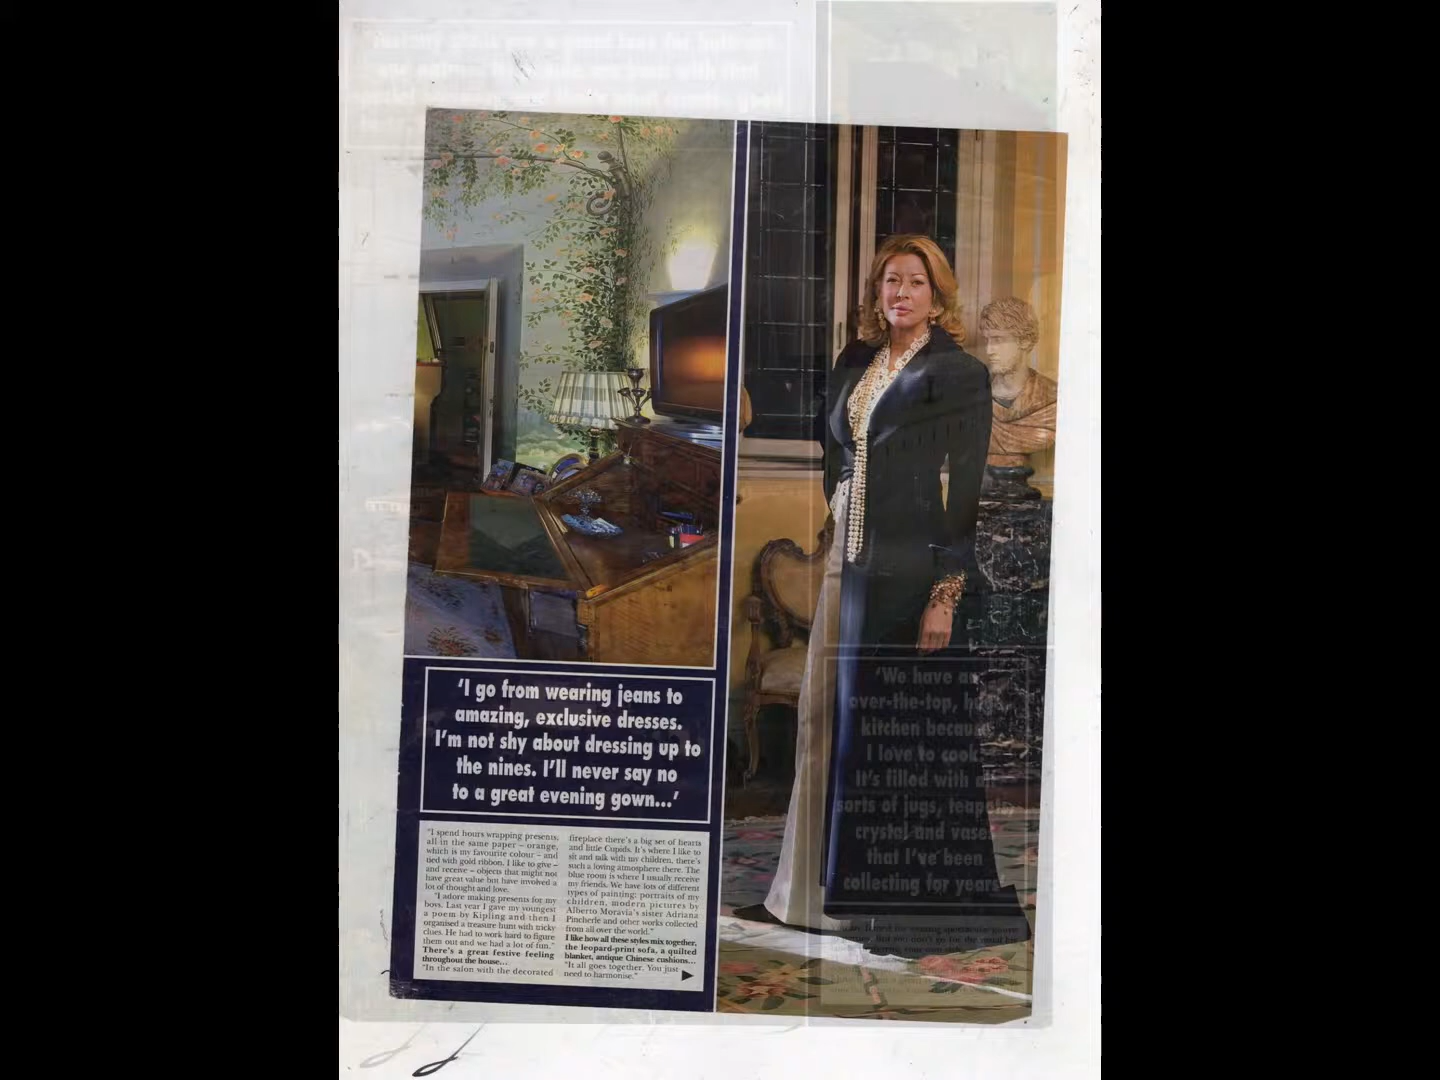 'I go from wearing jeans to
amazing, exclusive dresses.
I'm not shy about dressing up to
the nines. I'll never say no
to a great evening gown...'
"I spend hours wrapping presents,
all in the same paper – orange,
which is my favourite colour – and
tied with gold ribbon. I like to give –
and receive – objects that might not
have great value but have involved a
lot of thought and love.
"I adore making presents for my
boys. Last year I gave my youngest
a poem by Kipling and then I
organised a treasure hunt with tricky
clues. He had to work hard to figure
them out and we had a lot of fun."
There's a great festive feeling
throughout the house...
"In the salon with the decorated
fireplace there's a big set of hearts
and little Cupids. It's where I like to
sit and talk with my children, there's
such a loving atmosphere there. The
blue room is where I usually receive
my friends. We have lots of different
types of painting: portraits of my
children, modern pictures by
Alberto Moravia's sister Adriana
Pincherle and other works collected
from all over the world."
I like how all these styles mix together,
the leopard-print sofa, a quilted
blanket, antique Chinese cushions...
"It all goes together. You just
need to harmonise."
'We have an
over-the-top, huge
kitchen because
I love to cook.
It's filled with all
sorts of jugs, teapots,
crystal and vases
that I've been
collecting for years